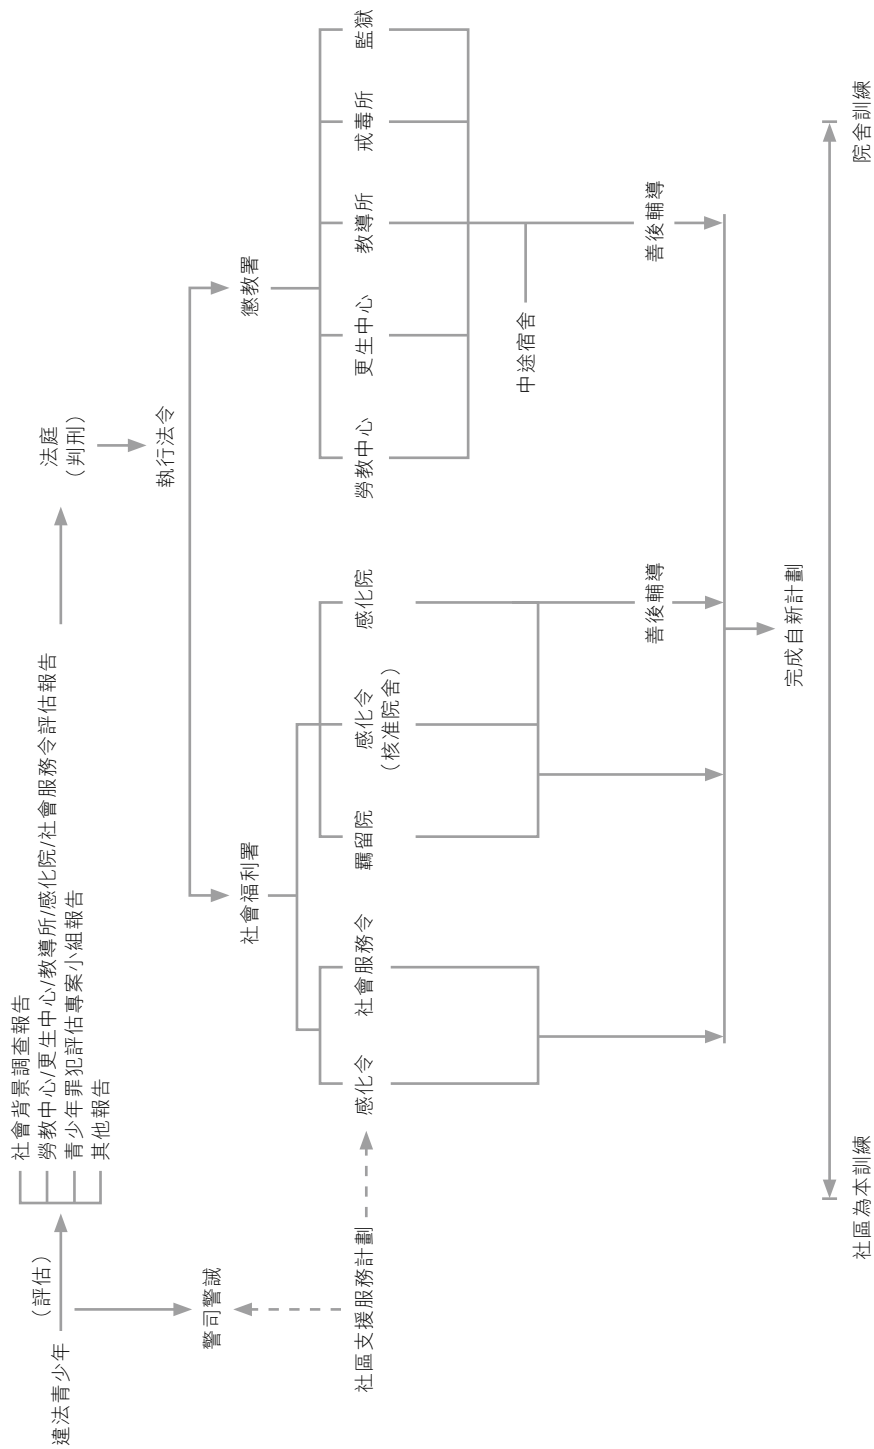 違法青少年
（評估）
社會背景調查報告
勞教中心/更生中心/教導所/感化院/社會服務令評估報告
青少年罪犯評估專案小組報告
其他報告
法庭
（判刑）
執行法令
警司警誡
社會福利署
懲教署
社區支援服務計劃
感化令
社會服務令
羈留院
感化令
（核准院舍）
感化院
勞教中心
更生中心
教導所
戒毒所
監獄
中途宿舍
善後輔導
善後輔導
完成自新計劃
社區為本訓練
院舍訓練